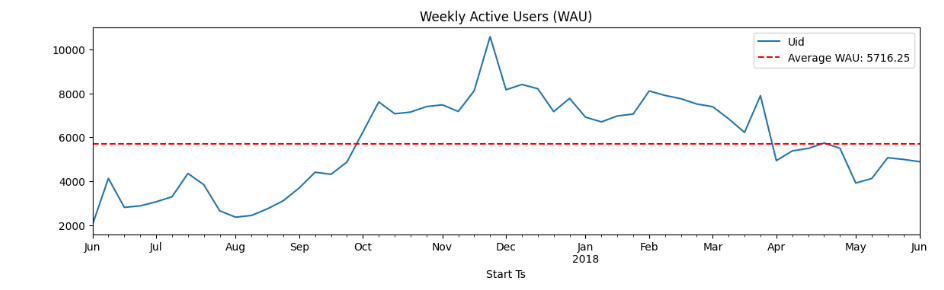 Weekly Active Users (WAU)
Uid
Average WAU: 5716.25
10000
8000
6000
4000
2000
Jun Jul Aug Sep Oct Nov Dec Jan Feb Mar Apr May Jun
2018
Start Ts